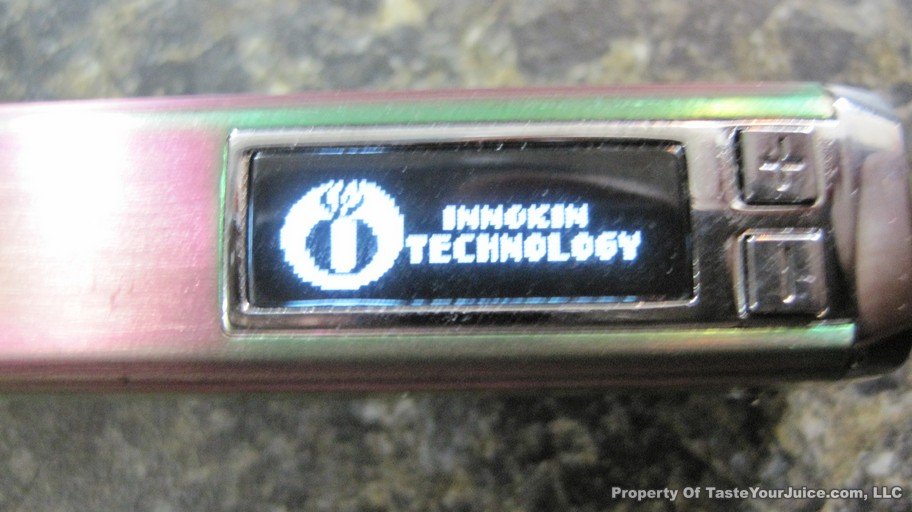 INNOKIN
TECHNOLOGY
Property Of TasteYourJuice.com, LLC